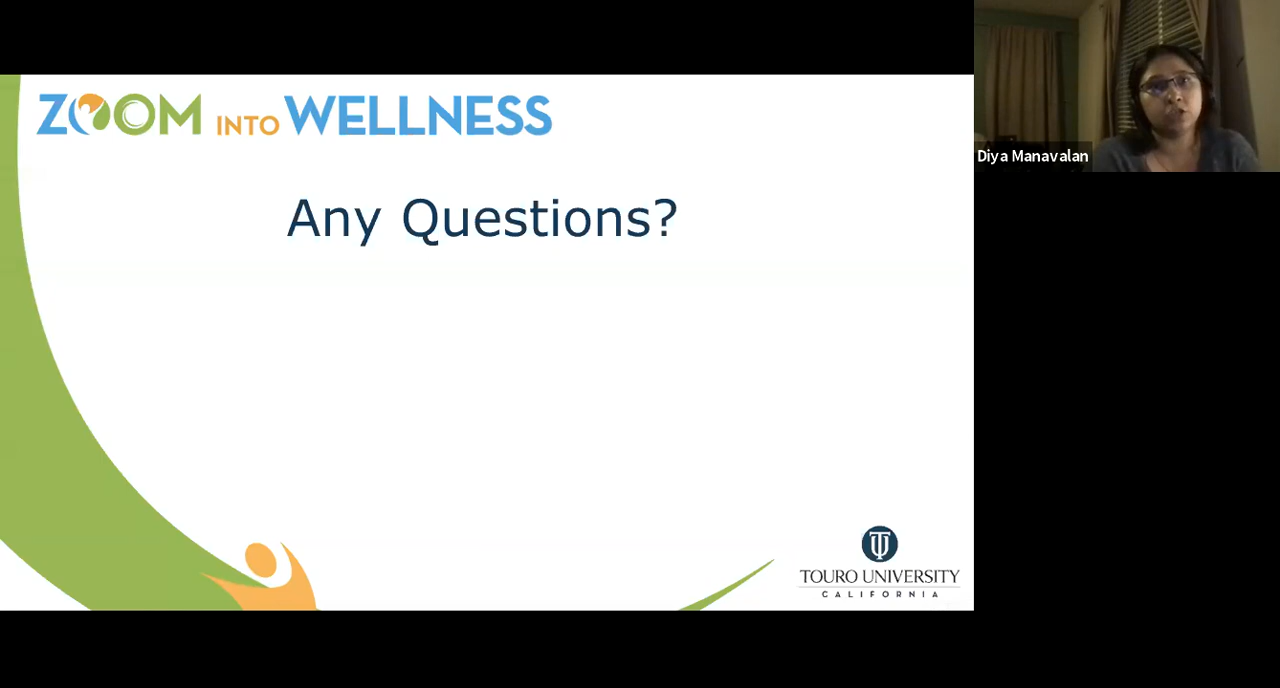 ZOOM INTO WELLNESS
Any Questions?
Diya Manavalan
TOURO UNIVERSITY
CALIFORNIA